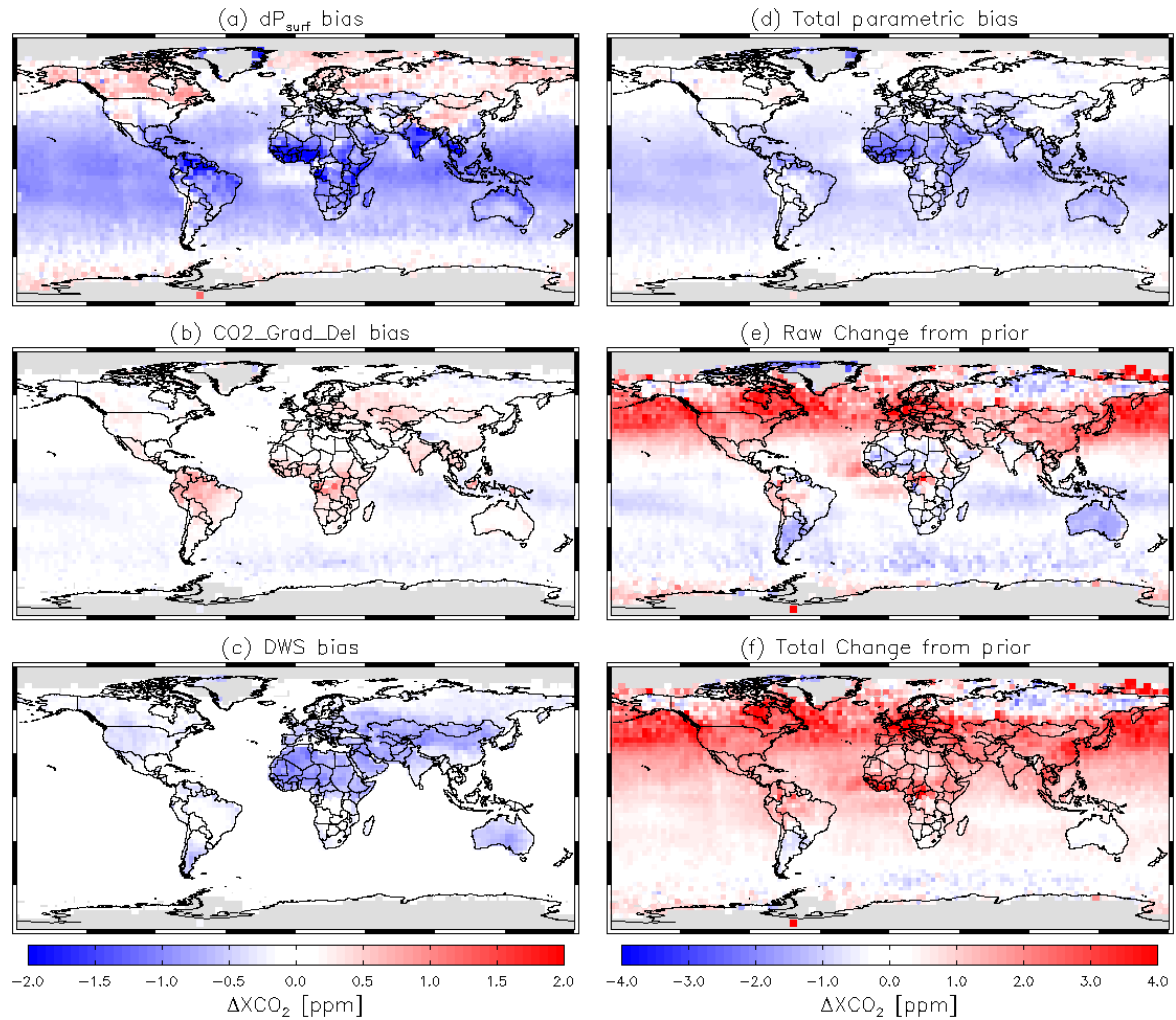 (a) dPsurf bias
(d) Total parametric bias
(b) CO2_Grad_Del bias
(e) Raw Change from prior
(c) DWS bias
(f) Total Change from prior
-2.0 -1.5 -1.0 -0.5 0.0 0.5 1.0 1.5 2.0
ΔXCO₂ [ppm]
-4.0 -3.0 -2.0 -1.0 0.0 1.0 2.0 3.0 4.0
ΔXCO₂ [ppm]